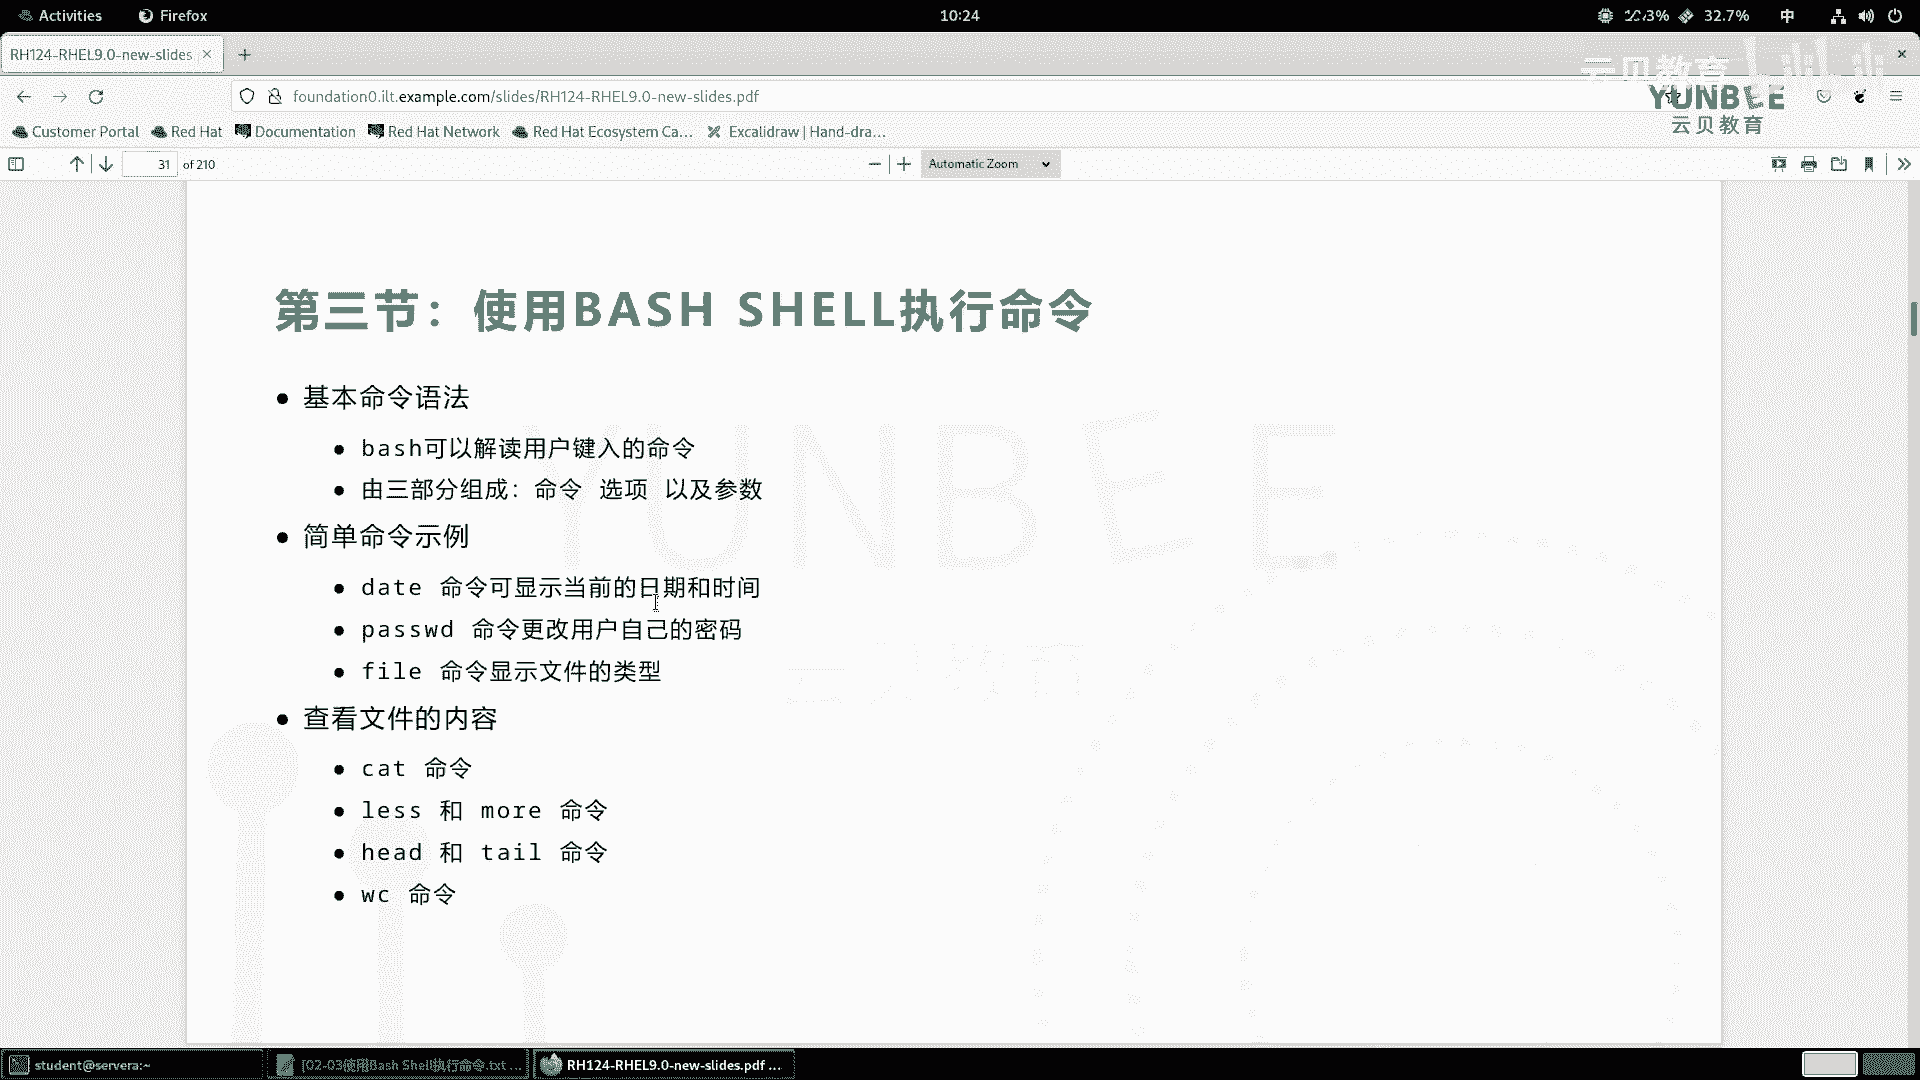 Activities Firefox 10:24 32.7% 中
RH124-RHEL9.0-new-slides
云贝教育
foundation0.ilt.example.com/slides/RH124-RHEL9.0-new-slides.pdf
YUNBEE
云贝教育
Customer Portal Red Hat Documentation Red Hat Network Red Hat Ecosystem Ca... Excalidraw | Hand-dra...
31 of 210 Automatic Zoom
第三节：使用BASH SHELL执行命令
• 基本命令语法
• bash可以解读用户键入的命令
• 由三部分组成：命令 选项 以及参数
YUNBEE
• 简单命令示例
• date 命令可显示当前的日期和时间
• passwd 命令更改用户自己的密码
• file 命令显示文件的类型
• 查看文件的内容
• cat 命令
• less 和 more 命令
• head 和 tail 命令
• wc 命令
student@servera:~ [02-03使用Bash Shell执行命令.txt ... RH124-RHEL9.0-new-slides.pdf ...